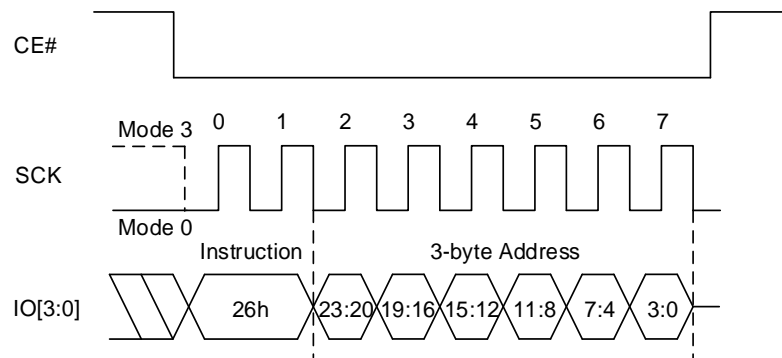 CE#
Mode 3 0 1 2 3 4 5 6 7
SCK
Mode 0
Instruction 3-byte Address
IO[3:0] 26h 23:20 19:16 15:12 11:8 7:4 3:0